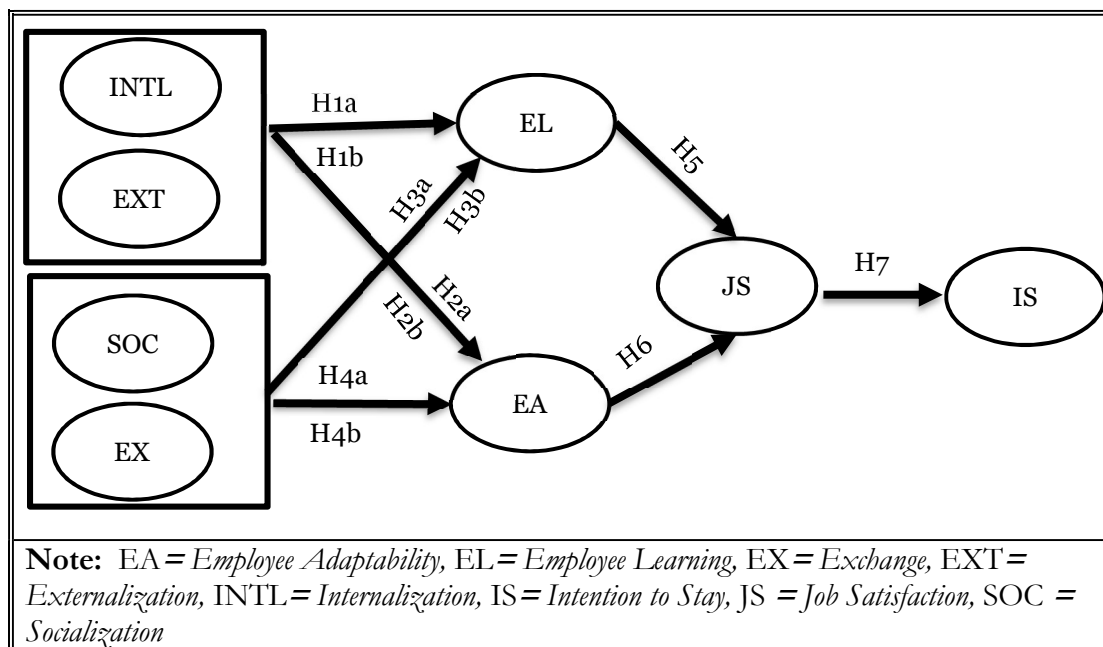 INTL
EXT
SOC
EX
H1a
H1b
H3a
H3b
H2a
H2b
H4a
H4b
EL
EA
H5
H6
JS
H7
IS
Note: EA = Employee Adaptability, EL = Employee Learning, EX = Exchange, EXT =
Externalization, INTL = Internalization, IS = Intention to Stay, JS = Job Satisfaction, SOC =
Socialization